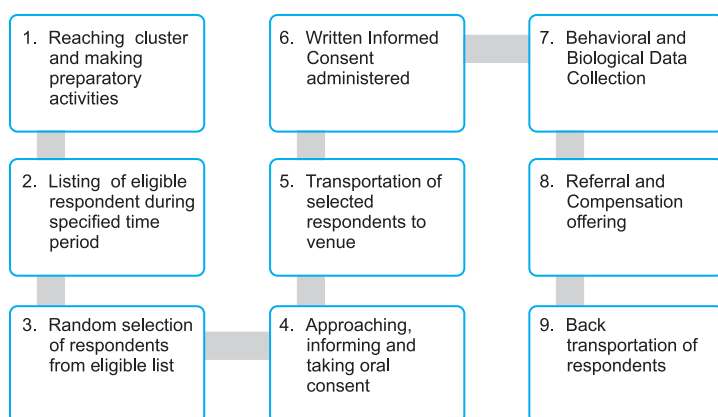 1. Reaching cluster
and making
preparatory
activities
2. Listing of eligible
respondent during
specified time
period
3. Random selection
of respondents
from eligible list
4. Approaching,
informing and
taking oral
consent
5. Transportation of
selected
respondents to
venue
6. Written Informed
Consent
administered
7. Behavioral and
Biological Data
Collection
8. Referral and
Compensation
offering
9. Back
transportation of
respondents